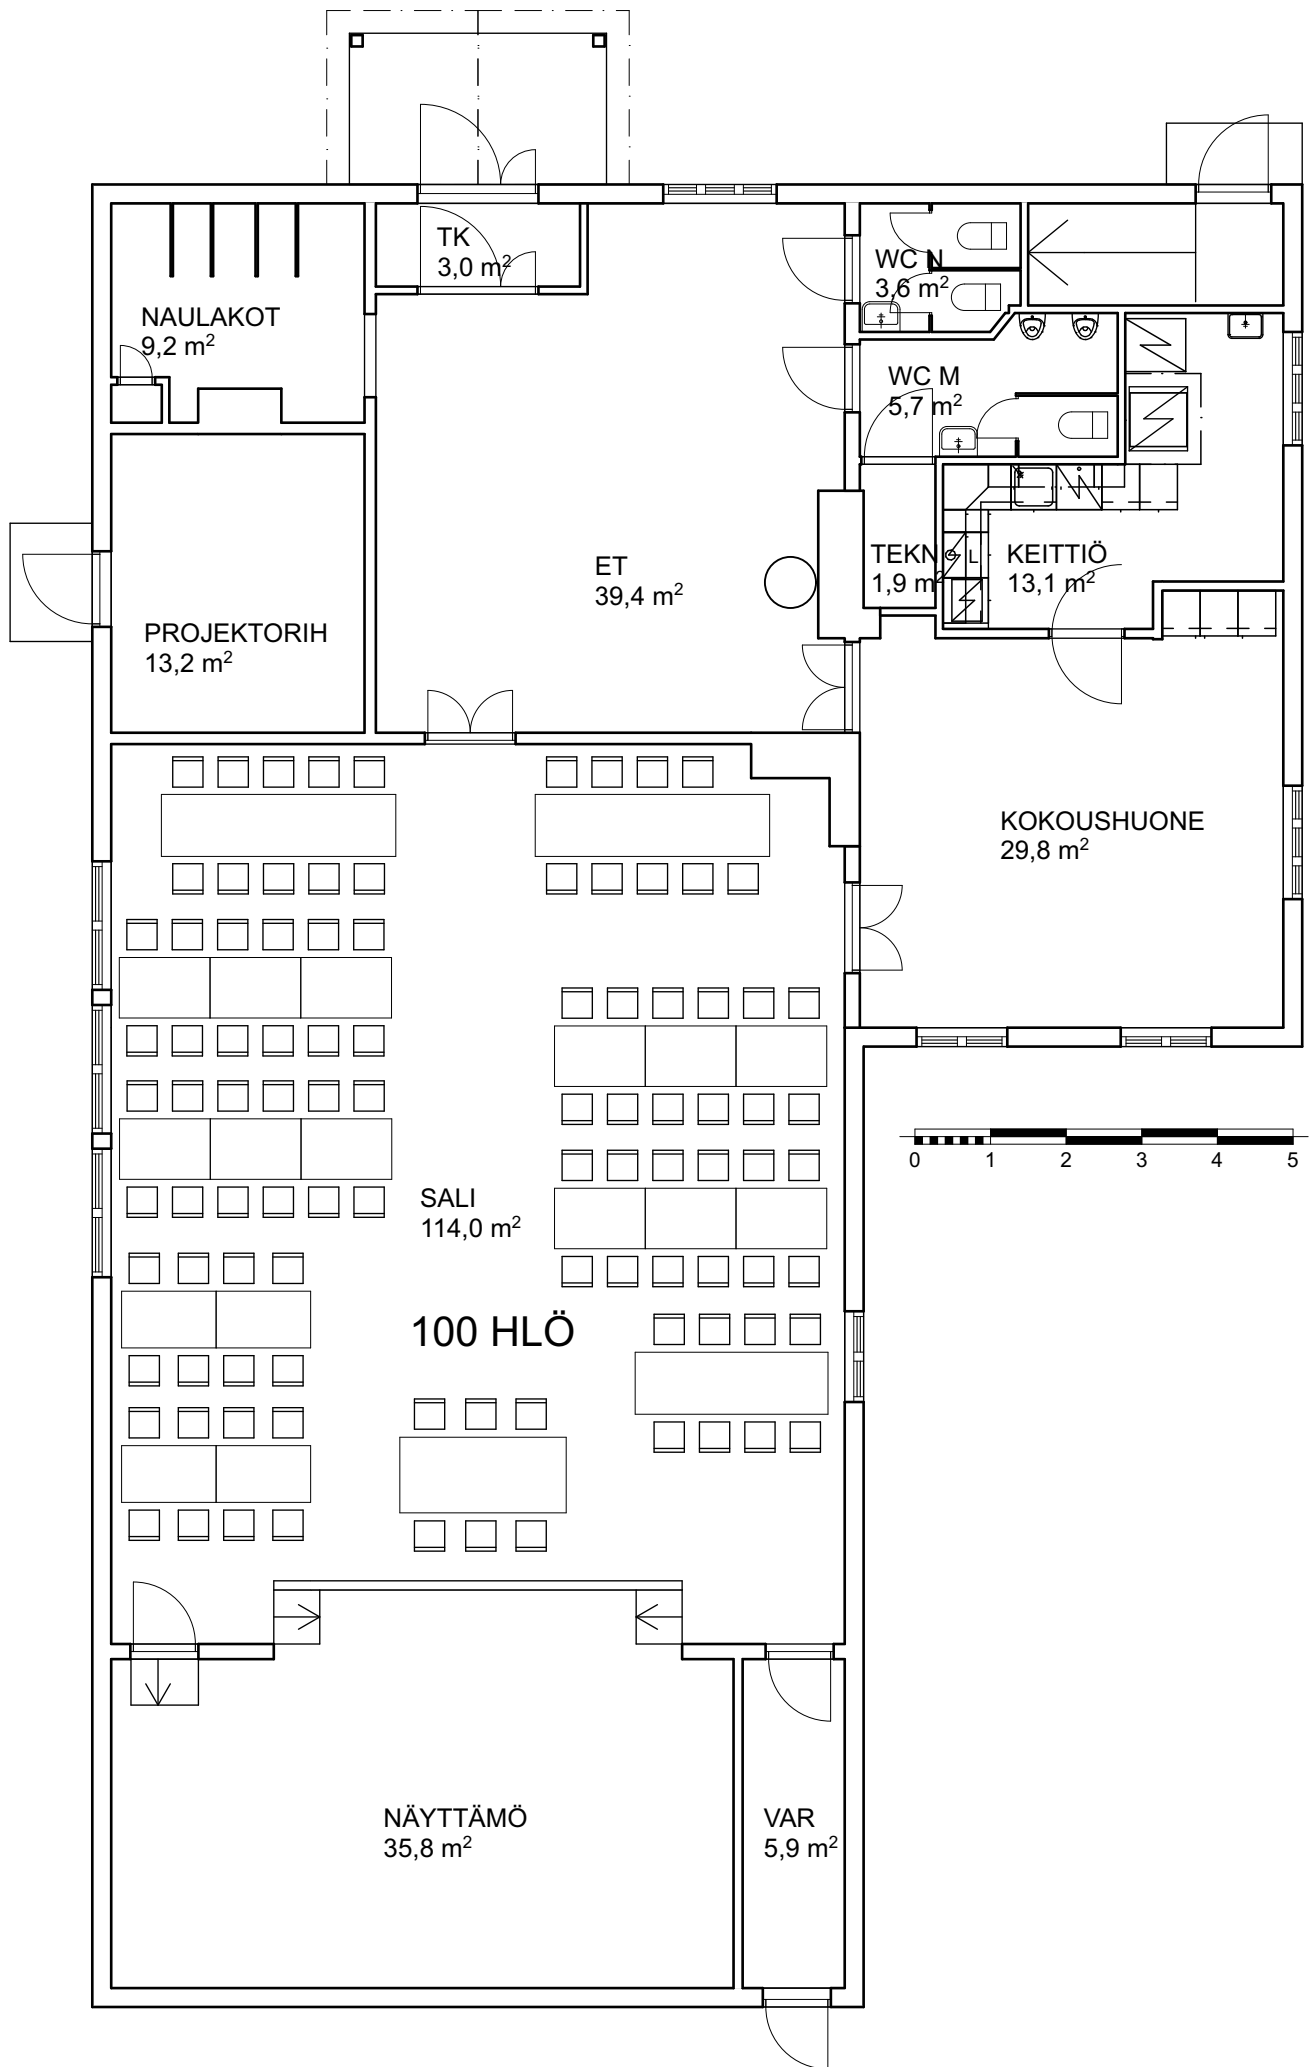 TK
3,0 m²
WC N
3,6 m²
NAULAKOT
9,2 m²
WC M
5,7 m²
TEKN
1,9 m²
L
KEITTIÖ
13,1 m²
ET
39,4 m²
PROJEKTORIH
13,2 m²
KOKOUSHUONE
29,8 m²
0 1 2 3 4 5
SALI
114,0 m²
100 HLÖ
NÄYTTÄMÖ
35,8 m²
VAR
5,9 m²